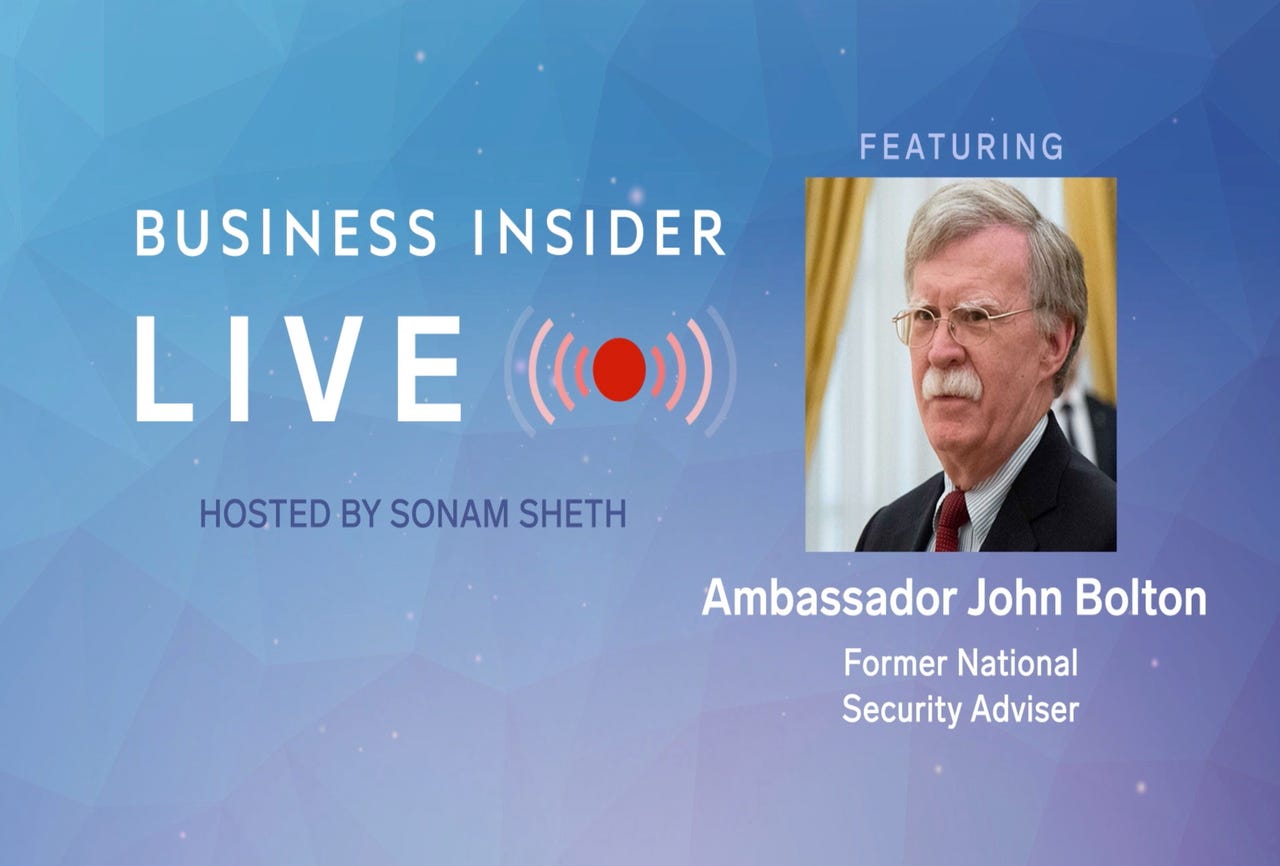 BUSINESS INSIDER
LIVE
HOSTED BY SONAM SHETH
FEATURING
Ambassador John Bolton
Former National
Security Adviser